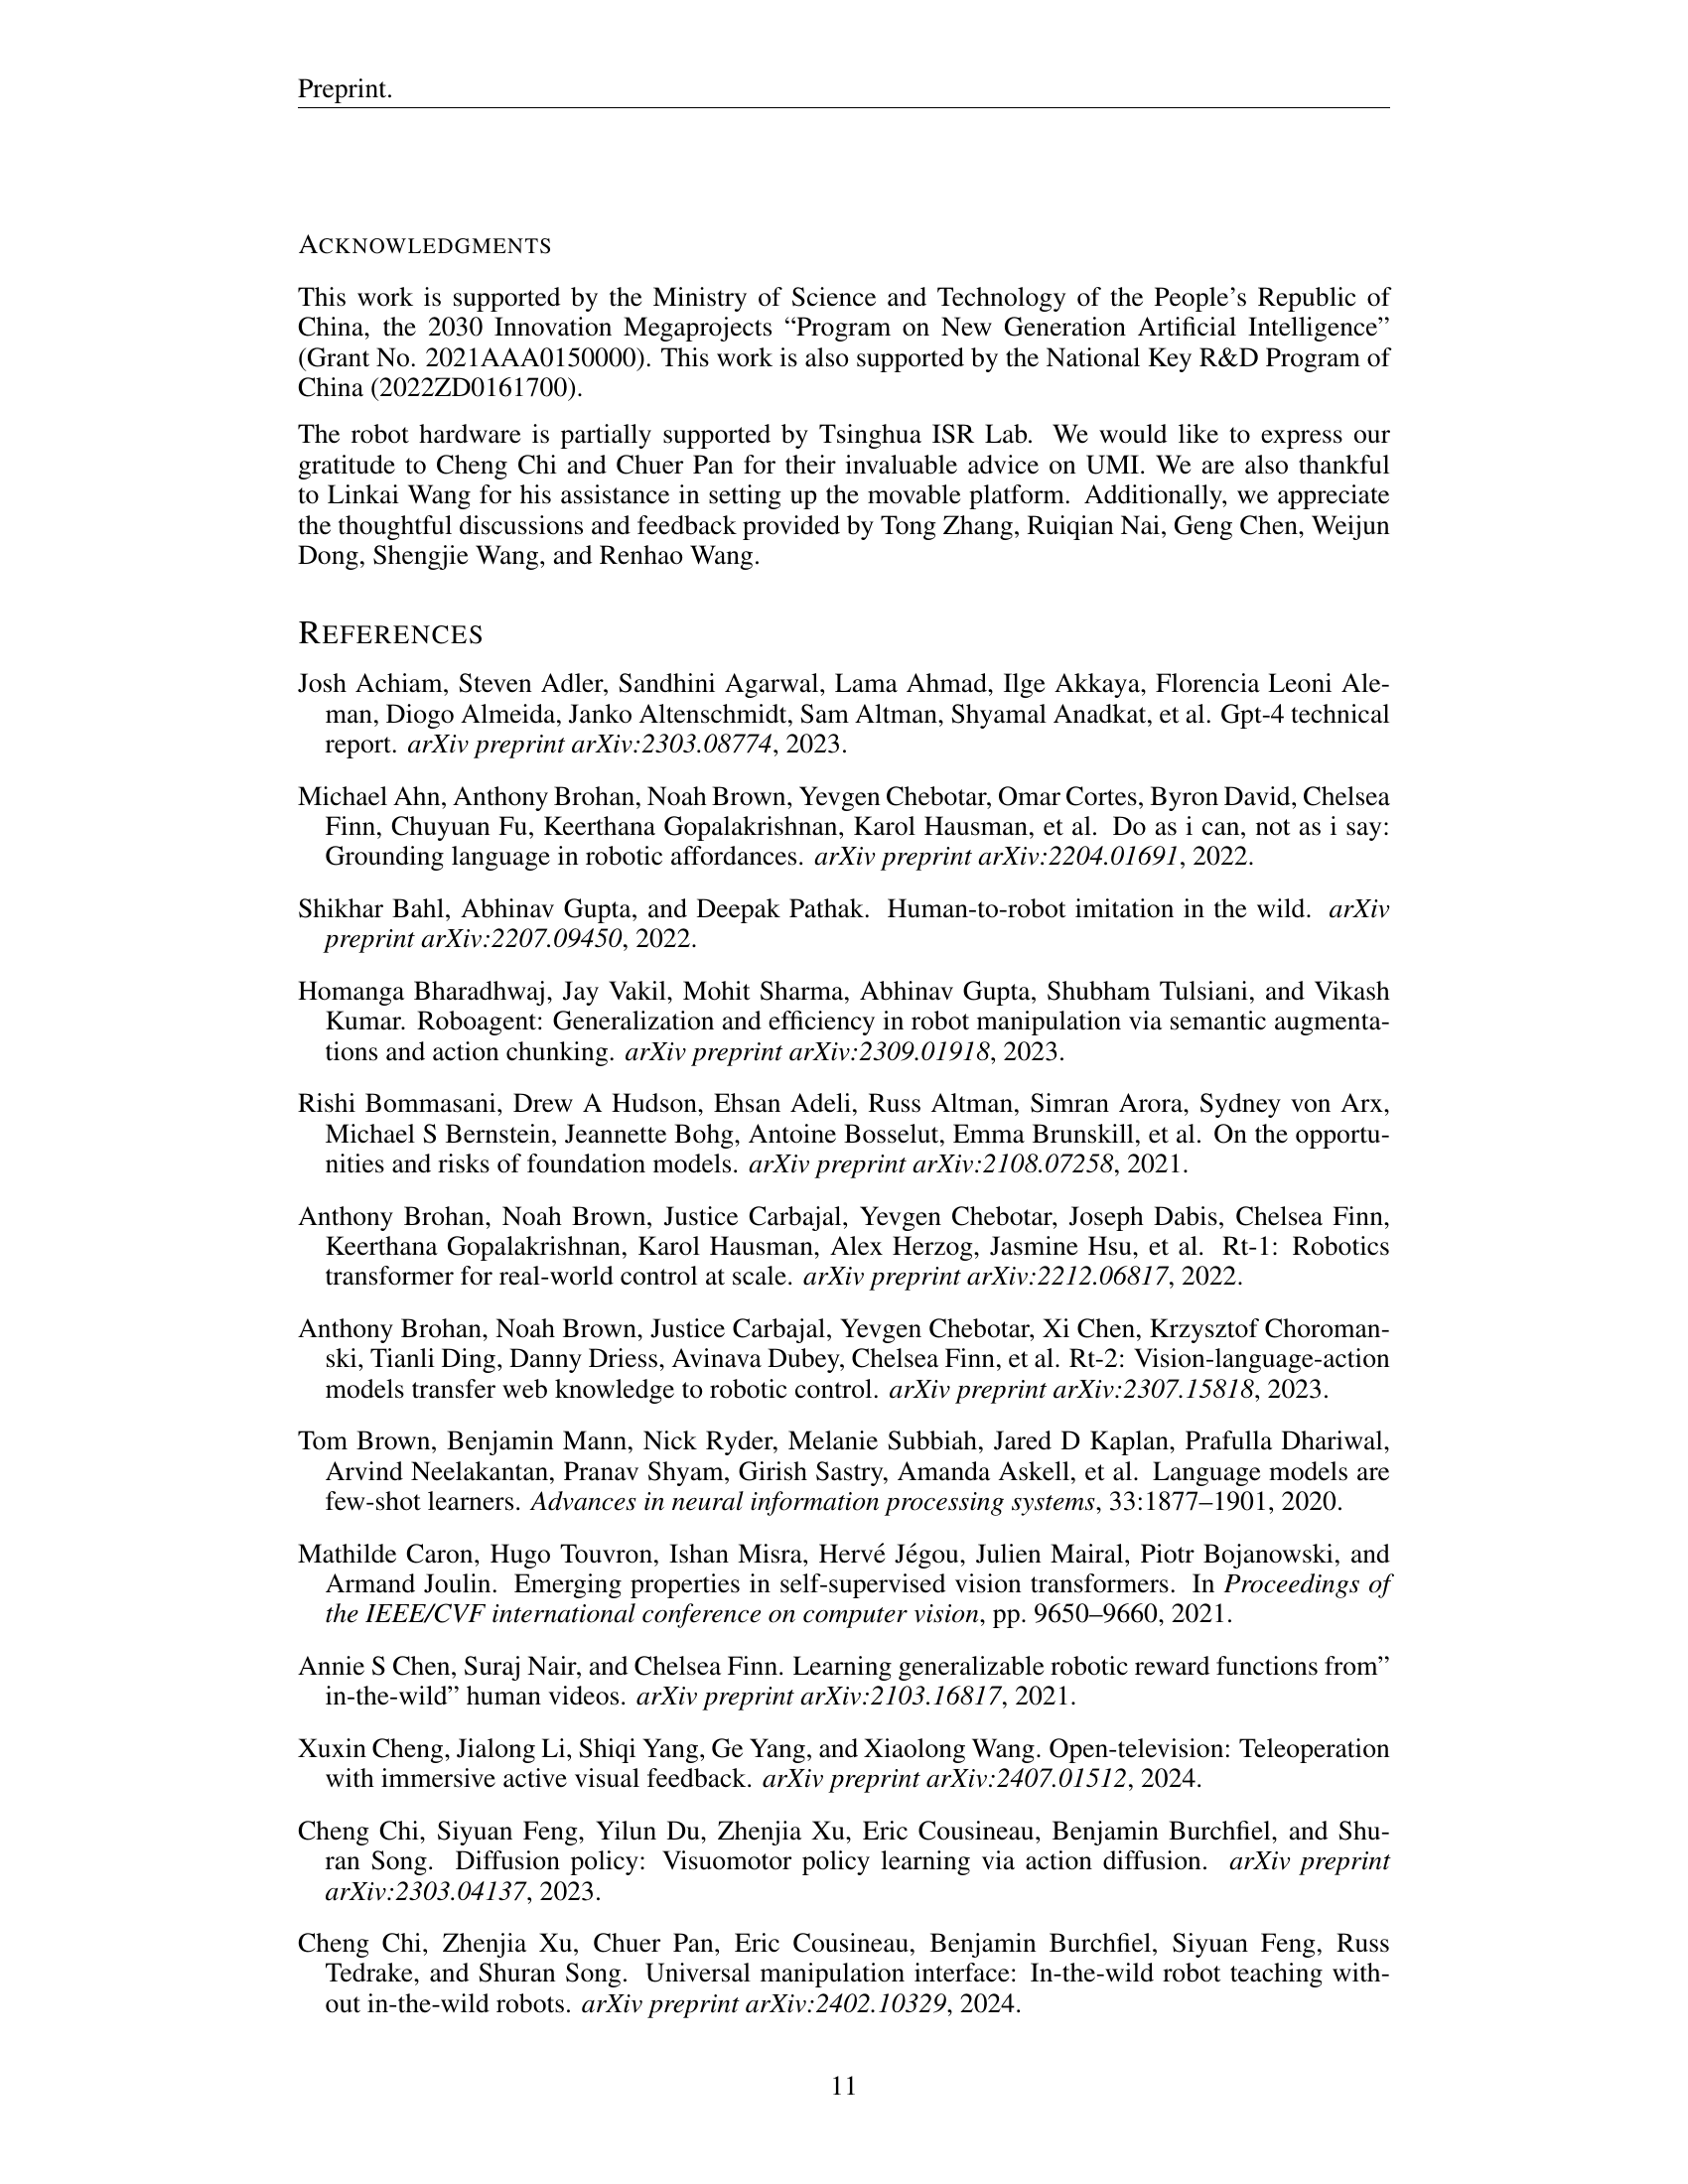 Preprint.
ACKNOWLEDGMENTS
This work is supported by the Ministry of Science and Technology of the People's Republic of
China, the 2030 Innovation Megaprojects “Program on New Generation Artificial Intelligence”
(Grant No. 2021AAA0150000). This work is also supported by the National Key R&D Program of
China (2022ZD0161700).
The robot hardware is partially supported by Tsinghua ISR Lab. We would like to express our
gratitude to Cheng Chi and Chuer Pan for their invaluable advice on UMI. We are also thankful
to Linkai Wang for his assistance in setting up the movable platform. Additionally, we appreciate
the thoughtful discussions and feedback provided by Tong Zhang, Ruiqian Nai, Geng Chen, Weijun
Dong, Shengjie Wang, and Renhao Wang.
REFERENCES
Josh Achiam, Steven Adler, Sandhini Agarwal, Lama Ahmad, Ilge Akkaya, Florencia Leoni Ale-
man, Diogo Almeida, Janko Altenschmidt, Sam Altman, Shyamal Anadkat, et al. Gpt-4 technical
report. arXiv preprint arXiv:2303.08774, 2023.
Michael Ahn, Anthony Brohan, Noah Brown, Yevgen Chebotar, Omar Cortes, Byron David, Chelsea
Finn, Chuyuan Fu, Keerthana Gopalakrishnan, Karol Hausman, et al. Do as i can, not as i say:
Grounding language in robotic affordances. arXiv preprint arXiv:2204.01691, 2022.
Shikhar Bahl, Abhinav Gupta, and Deepak Pathak. Human-to-robot imitation in the wild. arXiv
preprint arXiv:2207.09450, 2022.
Homanga Bharadhwaj, Jay Vakil, Mohit Sharma, Abhinav Gupta, Shubham Tulsiani, and Vikash
Kumar. Roboagent: Generalization and efficiency in robot manipulation via semantic augmenta-
tions and action chunking. arXiv preprint arXiv:2309.01918, 2023.
Rishi Bommasani, Drew A Hudson, Ehsan Adeli, Russ Altman, Simran Arora, Sydney von Arx,
Michael S Bernstein, Jeannette Bohg, Antoine Bosselut, Emma Brunskill, et al. On the opportu-
nities and risks of foundation models. arXiv preprint arXiv:2108.07258, 2021.
Anthony Brohan, Noah Brown, Justice Carbajal, Yevgen Chebotar, Joseph Dabis, Chelsea Finn,
Keerthana Gopalakrishnan, Karol Hausman, Alex Herzog, Jasmine Hsu, et al. Rt-1: Robotics
transformer for real-world control at scale. arXiv preprint arXiv:2212.06817, 2022.
Anthony Brohan, Noah Brown, Justice Carbajal, Yevgen Chebotar, Xi Chen, Krzysztof Choroman-
ski, Tianli Ding, Danny Driess, Avinava Dubey, Chelsea Finn, et al. Rt-2: Vision-language-action
models transfer web knowledge to robotic control. arXiv preprint arXiv:2307.15818, 2023.
Tom Brown, Benjamin Mann, Nick Ryder, Melanie Subbiah, Jared D Kaplan, Prafulla Dhariwal,
Arvind Neelakantan, Pranav Shyam, Girish Sastry, Amanda Askell, et al. Language models are
few-shot learners. Advances in neural information processing systems, 33:1877–1901, 2020.
Mathilde Caron, Hugo Touvron, Ishan Misra, Hervé Jégou, Julien Mairal, Piotr Bojanowski, and
Armand Joulin. Emerging properties in self-supervised vision transformers. In Proceedings of
the IEEE/CVF international conference on computer vision, pp. 9650–9660, 2021.
Annie S Chen, Suraj Nair, and Chelsea Finn. Learning generalizable robotic reward functions from”
in-the-wild” human videos. arXiv preprint arXiv:2103.16817, 2021.
Xuxin Cheng, Jialong Li, Shiqi Yang, Ge Yang, and Xiaolong Wang. Open-television: Teleoperation
with immersive active visual feedback. arXiv preprint arXiv:2407.01512, 2024.
Cheng Chi, Siyuan Feng, Yilun Du, Zhenjia Xu, Eric Cousineau, Benjamin Burchfiel, and Shu-
ran Song. Diffusion policy: Visuomotor policy learning via action diffusion. arXiv preprint
arXiv:2303.04137, 2023.
Cheng Chi, Zhenjia Xu, Chuer Pan, Eric Cousineau, Benjamin Burchfiel, Siyuan Feng, Russ
Tedrake, and Shuran Song. Universal manipulation interface: In-the-wild robot teaching with-
out in-the-wild robots. arXiv preprint arXiv:2402.10329, 2024.
11